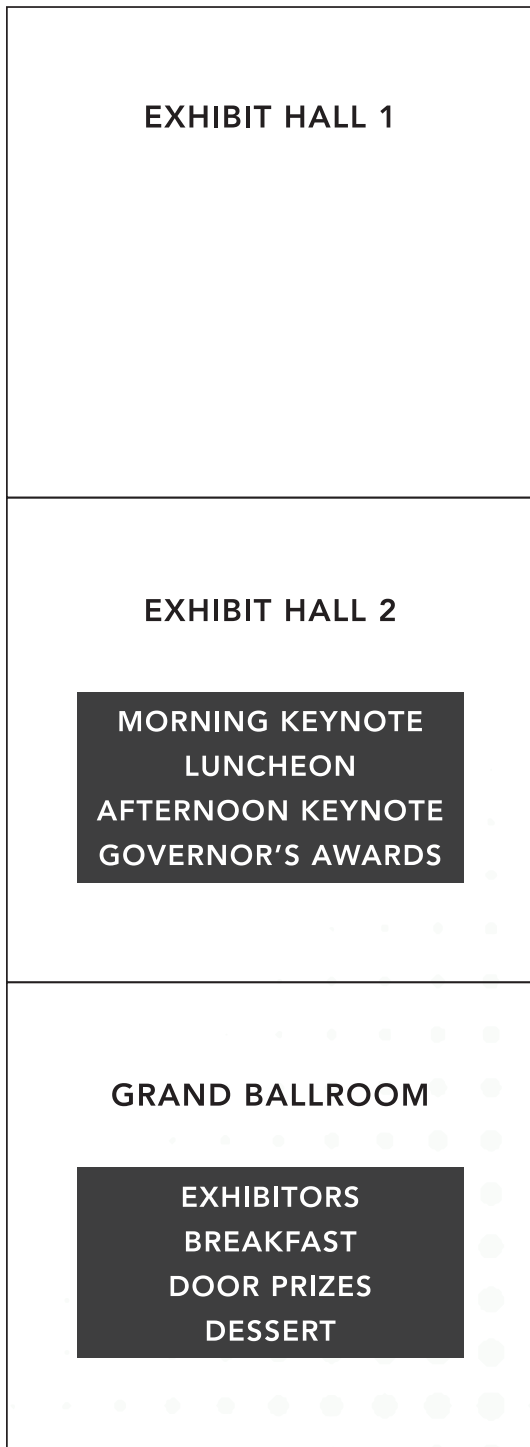 EXHIBIT HALL 1
EXHIBIT HALL 2
MORNING KEYNOTE
LUNCHEON
AFTERNOON KEYNOTE
GOVERNOR’S AWARDS
GRAND BALLROOM
EXHIBITORS
BREAKFAST
DOOR PRIZES
DESSERT